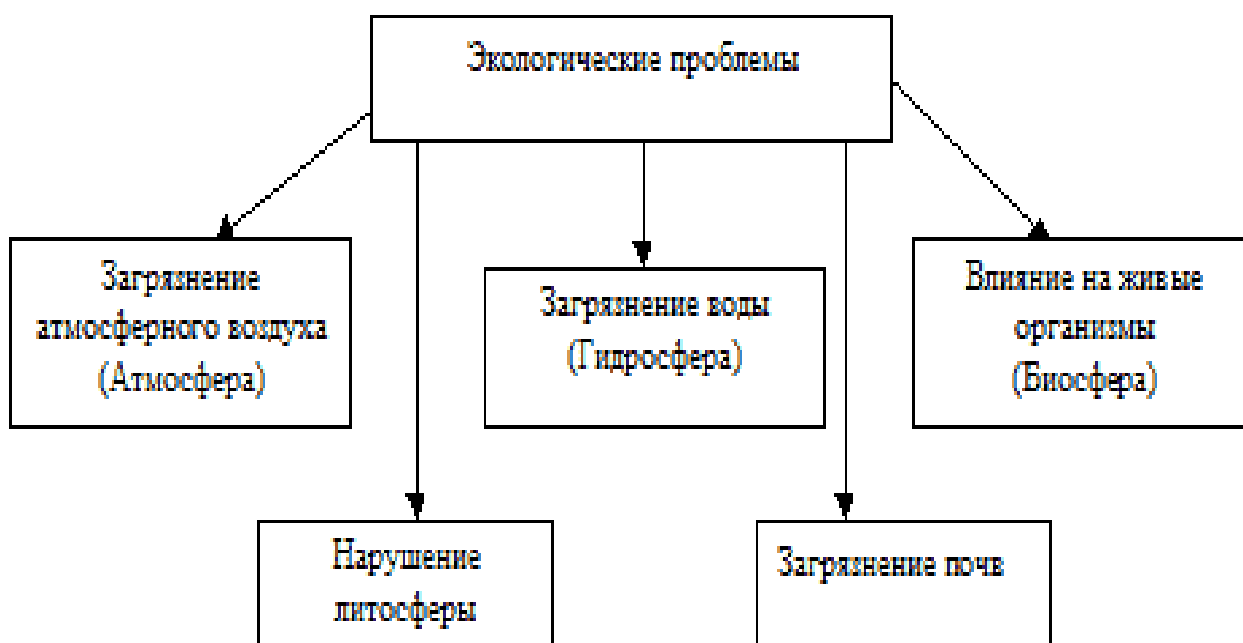 Экологические проблемы
Загрязнение
атмосферного воздуха
(Атмосфера)
Загрязнение воды
(Гидросфера)
Влияние на живые
организмы
(Биосфера)
Нарушение
литосферы
Загрязнение почв